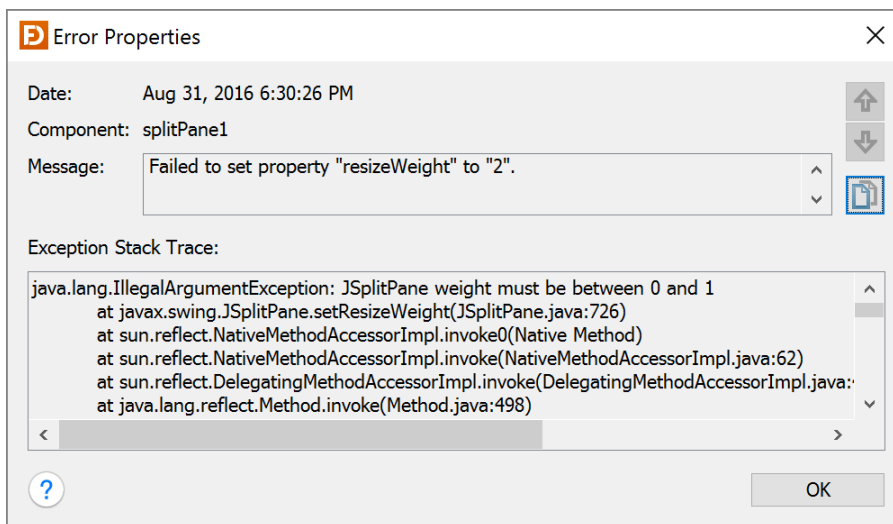 Error Properties
Date: Aug 31, 2016 6:30:26 PM
Component: splitPane1
Message: Failed to set property "resizeWeight" to "2".
Exception Stack Trace:
java.lang.IllegalArgumentException: JSplitPane weight must be between 0 and 1
at javax.swing.JSplitPane.setResizeWeight(JSplitPane.java:726)
at sun.reflect.NativeMethodAccessorImpl.invoke0(Native Method)
at sun.reflect.NativeMethodAccessorImpl.invoke(NativeMethodAccessorImpl.java:62)
at sun.reflect.DelegatingMethodAccessorImpl.invoke(DelegatingMethodAccessorImpl.java:
at java.lang.reflect.Method.invoke(Method.java:498)
?
OK